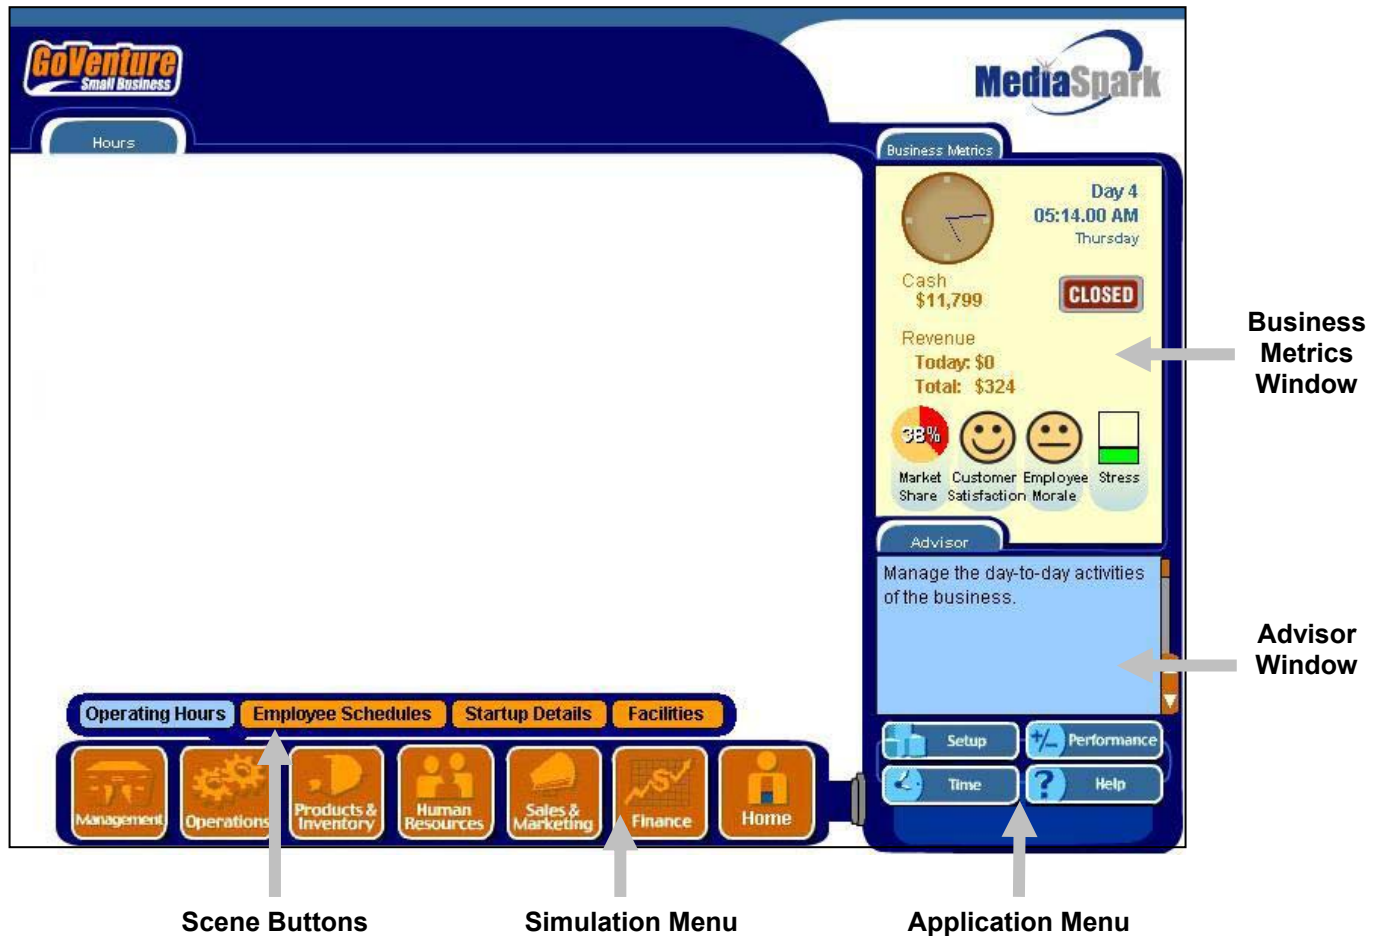 GoVenture
Small Business
MediaSpark
Hours
Business Metrics
Day 4
05:14.00 AM
Thursday
Cash
$11,799
CLOSED
Revenue
Today: $0
Total: $324
38%
Market Share
Customer Satisfaction
Employee Morale
Stress
Advisor
Manage the day-to-day activities
of the business.
Operating Hours
Employee Schedules
Startup Details
Facilities
Management
Operations
Products &
Inventory
Human
Resources
Sales &
Marketing
Finance
Home
Setup
+/- Performance
Time
? Help
Business
Metrics
Window
Advisor
Window
Scene Buttons
Simulation Menu
Application Menu